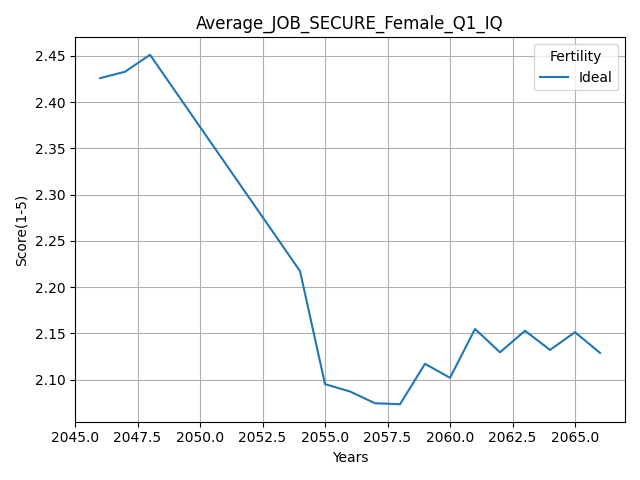 Average_JOB_SECURE_Female_Q1_IQ
Fertility
Ideal
Score(1-5)
2.45
2.40
2.35
2.30
2.25
2.20
2.15
2.10
2045.0 2047.5 2050.0 2052.5 2055.0 2057.5 2060.0 2062.5 2065.0
Years